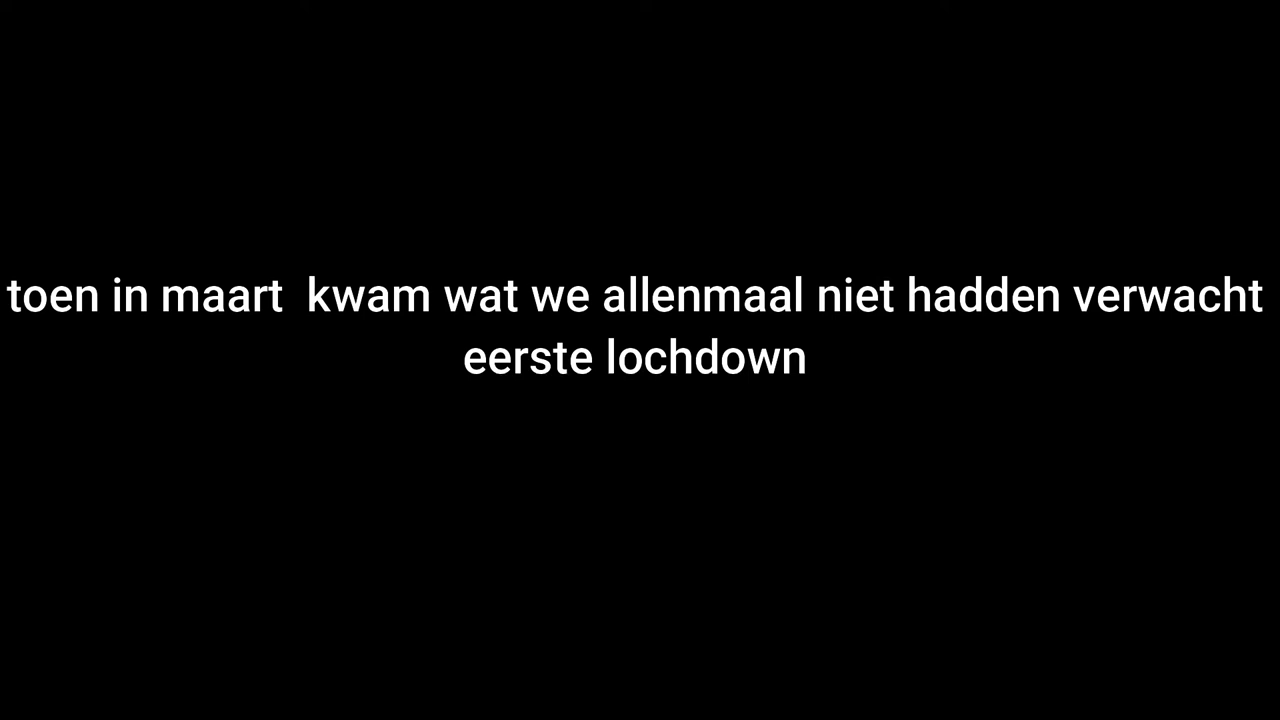 toen in maart  kwam wat we allenmaal niet hadden verwacht
eerste lochdown